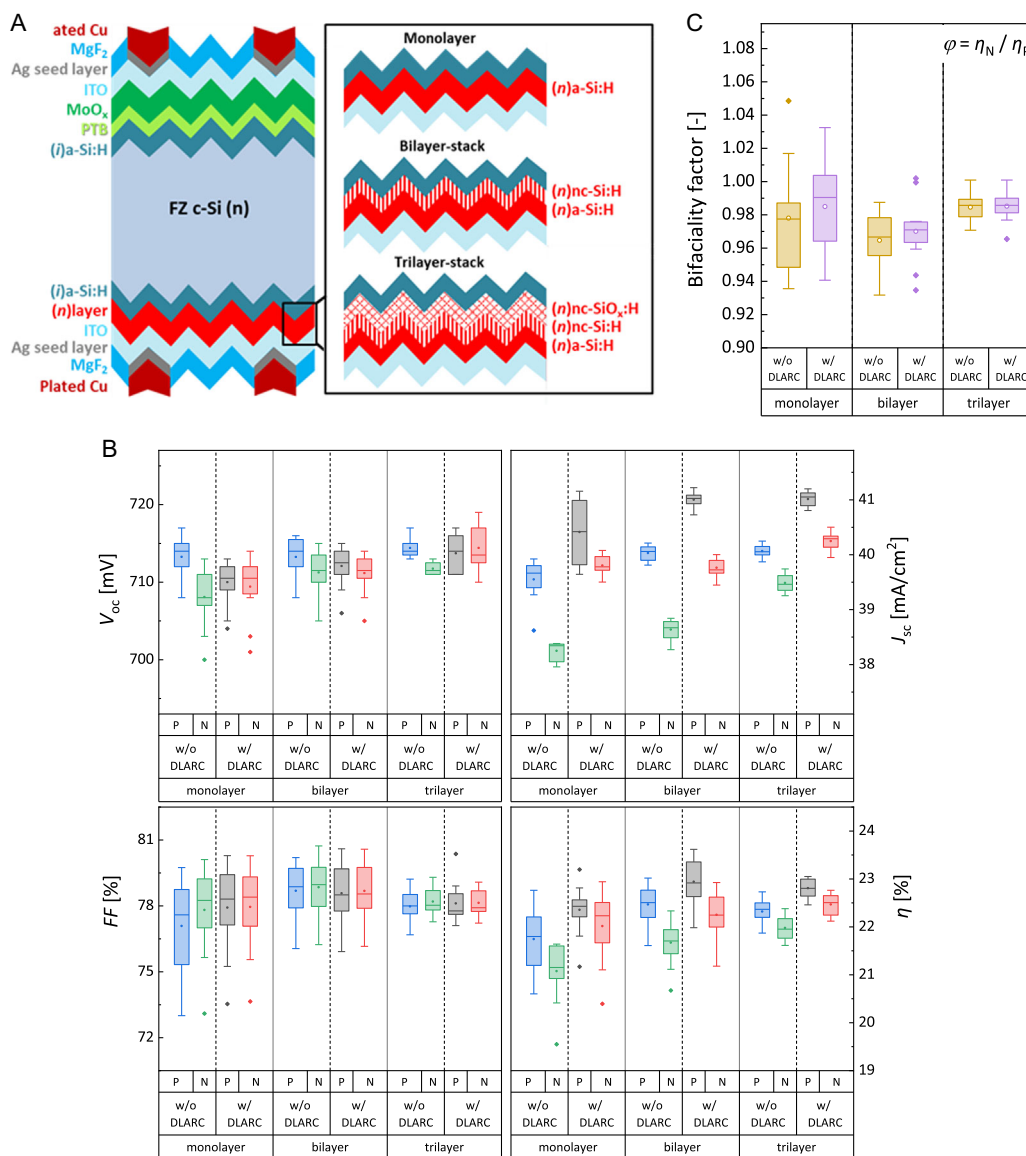 A
ated Cu
MgF2
Ag seed layer
ITO
MoOx
PTB
(i)a-Si:H
FZ c-Si (n)
(i)a-Si:H
(n)layer
ITO
Ag seed layer
MgF2
Plated Cu
Monolayer
(n)a-Si:H
Bilayer-stack
(n)nc-Si:H
(n)a-Si:H
Trilayer-stack
(n)nc-SiOx:H
(n)nc-Si:H
(n)a-Si:H
C
φ = ηN / ηP
Bifaciality factor [-]
1.08
1.06
1.04
1.02
1.00
0.98
0.96
0.94
0.92
0.90
w/o DLARC w/ DLARC w/o DLARC w/ DLARC w/o DLARC w/ DLARC
monolayer bilayer trilayer
B
Voc [mV]
720
710
700
P N P N P N P N P N P N
w/o DLARC w/ DLARC w/o DLARC w/ DLARC w/o DLARC w/ DLARC
monolayer bilayer trilayer
Jsc [mA/cm²]
41
40
39
38
P N P N P N P N P N P N
w/o DLARC w/ DLARC w/o DLARC w/ DLARC w/o DLARC w/ DLARC
monolayer bilayer trilayer
FF [%]
81
78
75
72
P N P N P N P N P N P N
w/o DLARC w/ DLARC w/o DLARC w/ DLARC w/o DLARC w/ DLARC
monolayer bilayer trilayer
η [%]
24
23
22
21
20
19
P N P N P N P N P N P N
w/o DLARC w/ DLARC w/o DLARC w/ DLARC w/o DLARC w/ DLARC
monolayer bilayer trilayer